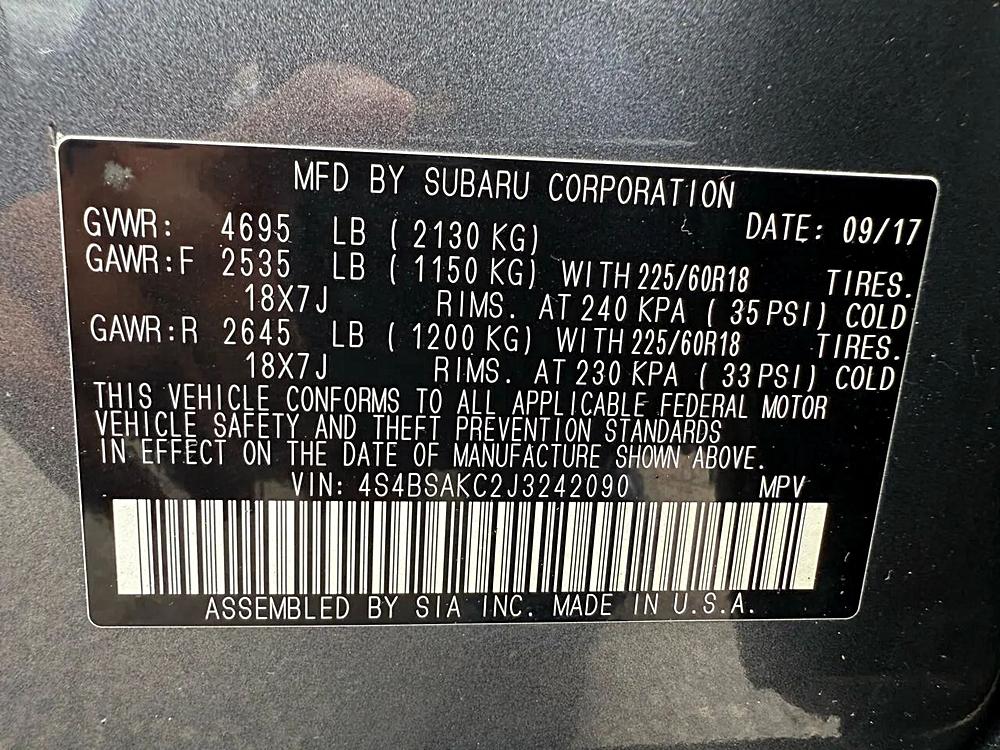 MFD BY SUBARU CORPORATION
GVWR: 4695 LB ( 2130 KG) DATE: 09/17
GAWR:F 2535 LB ( 1150 KG) WITH 225/60R18 TIRES.
18X7J RIMS. AT 240 KPA ( 35 PSI) COLD
GAWR:R 2645 LB ( 1200 KG) WITH 225/60R18 TIRES.
18X7J RIMS. AT 230 KPA ( 33 PSI) COLD
THIS VEHICLE CONFORMS TO ALL APPLICABLE FEDERAL MOTOR
VEHICLE SAFETY AND THEFT PREVENTION STANDARDS
IN EFFECT ON THE DATE OF MANUFACTURE SHOWN ABOVE.
VIN: 4S4BSAKC2J3242090 MPV
ASSEMBLED BY SIA INC. MADE IN U.S.A.